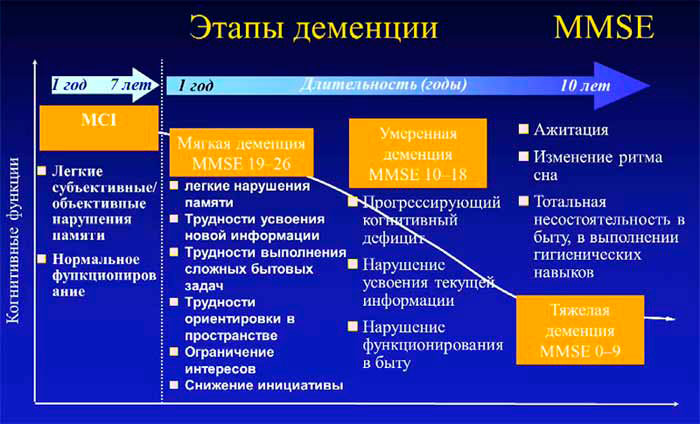 Этапы деменции MMSE
1 год 7 лет
1 год Длительность (годы) 10 лет
Когнитивные функции
MCI
Легкие
субъективные/
объективные
нарушения
памяти
Нормальное
функциониров
ание
Мягкая деменция
MMSE 19–26
легкие нарушения
памяти
Трудности усвоения
новой информации
Трудности выполнения
сложных бытовых
задач
Трудности
ориентировки в
пространстве
Ограничение
интересов
Снижение инициативы
Умеренная
деменция
MMSE 10–18
Прогрессирующий
когнитивный
дефицит
Нарушение
усвоения текущей
информации
Нарушение
функционирования
в быту
Ажитация
Изменение ритма
сна
Тотальная
несостоятельность в
быту, в выполнении
гигиенических
навыков
Тяжелая
деменция
MMSE 0–9